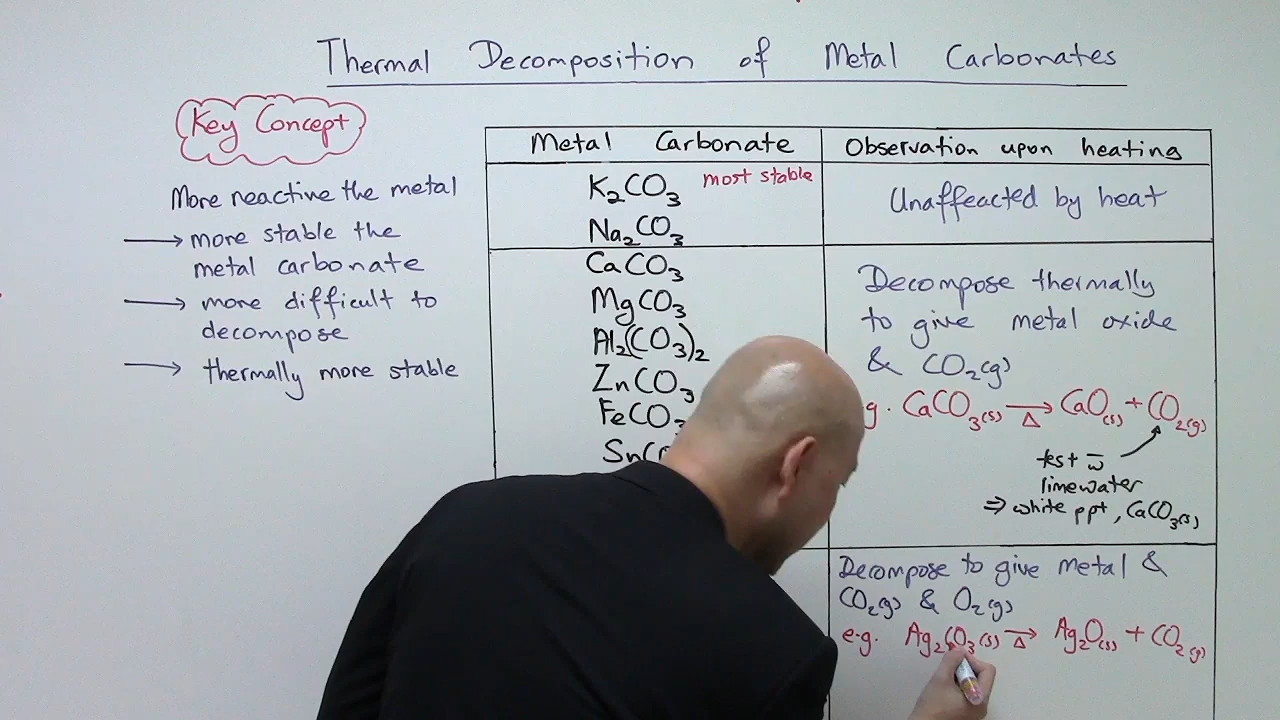 Thermal Decomposition of Metal Carbonates
Key Concept
More reactive the metal
→ more stable the
metal carbonate
→ more difficult to
decompose
→ thermally more stable
Metal Carbonate
K₂CO₃ most stable
Na₂CO₃
CaCO₃
MgCO₃
Al₂(CO₃)₂
ZnCO₃
FeCO₃
Observation upon heating
Unaffeacted by heat
Decompose thermally
to give metal oxide
& CO₂(g)
g. CaCO₃(s) →Δ CaO(s) + CO₂(g)
test w̄
limewater
⇒ white ppt, CaCO₃(s)
Decompose to give metal &
CO₂(g) & O₂(g)
e.g. Ag₂CO₃(s) →Δ Ag₂O(s) + CO₂(g)